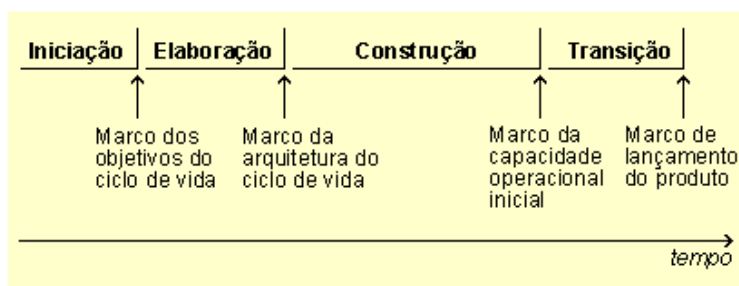 Iniciação Elaboração Construção Transição
Marco dos
objetivos do
ciclo de vida
Marco da
arquitetura do
ciclo de vida
Marco da
capacidade
operacional
inicial
Marco de
lançamento
do produto
tempo